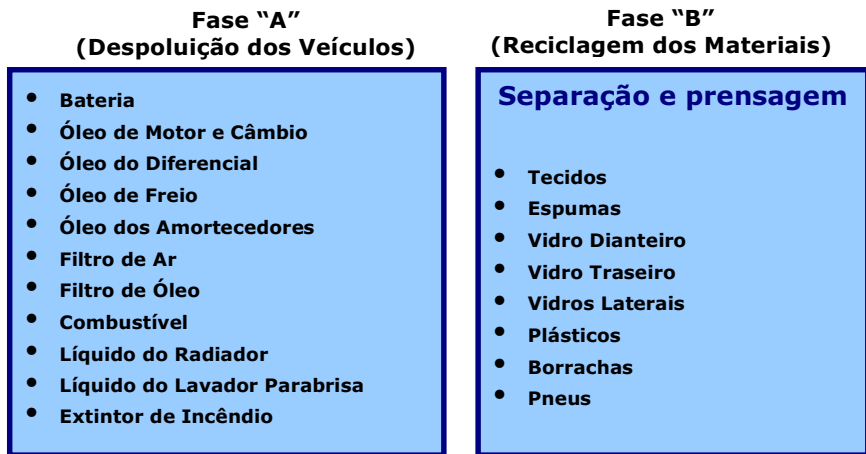 Fase “A”
(Despoluição dos Veículos)
• Bateria
• Óleo de Motor e Câmbio
• Óleo do Diferencial
• Óleo de Freio
• Óleo dos Amortecedores
• Filtro de Ar
• Filtro de Óleo
• Combustível
• Líquido do Radiador
• Líquido do Lavador Parabrisa
• Extintor de Incêndio
Fase “B”
(Reciclagem dos Materiais)
Separação e prensagem
• Tecidos
• Espumas
• Vidro Dianteiro
• Vidro Traseiro
• Vidros Laterais
• Plásticos
• Borrachas
• Pneus